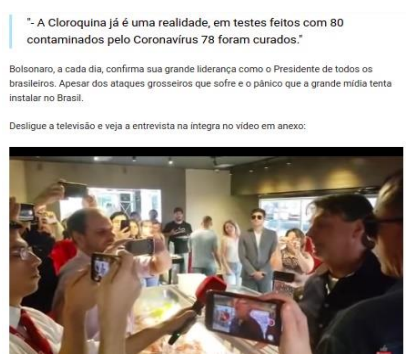 "- A Cloroquina já é uma realidade, em testes feitos com 80
contaminados pelo Coronavírus 78 foram curados."
Bolsonaro, a cada dia, confirma sua grande liderança como o Presidente de todos os
brasileiros. Apesar dos ataques grosseiros que sofre e o pânico que a grande mídia tenta
instalar no Brasil.
Desligue a televisão e veja a entrevista na íntegra no vídeo em anexo: